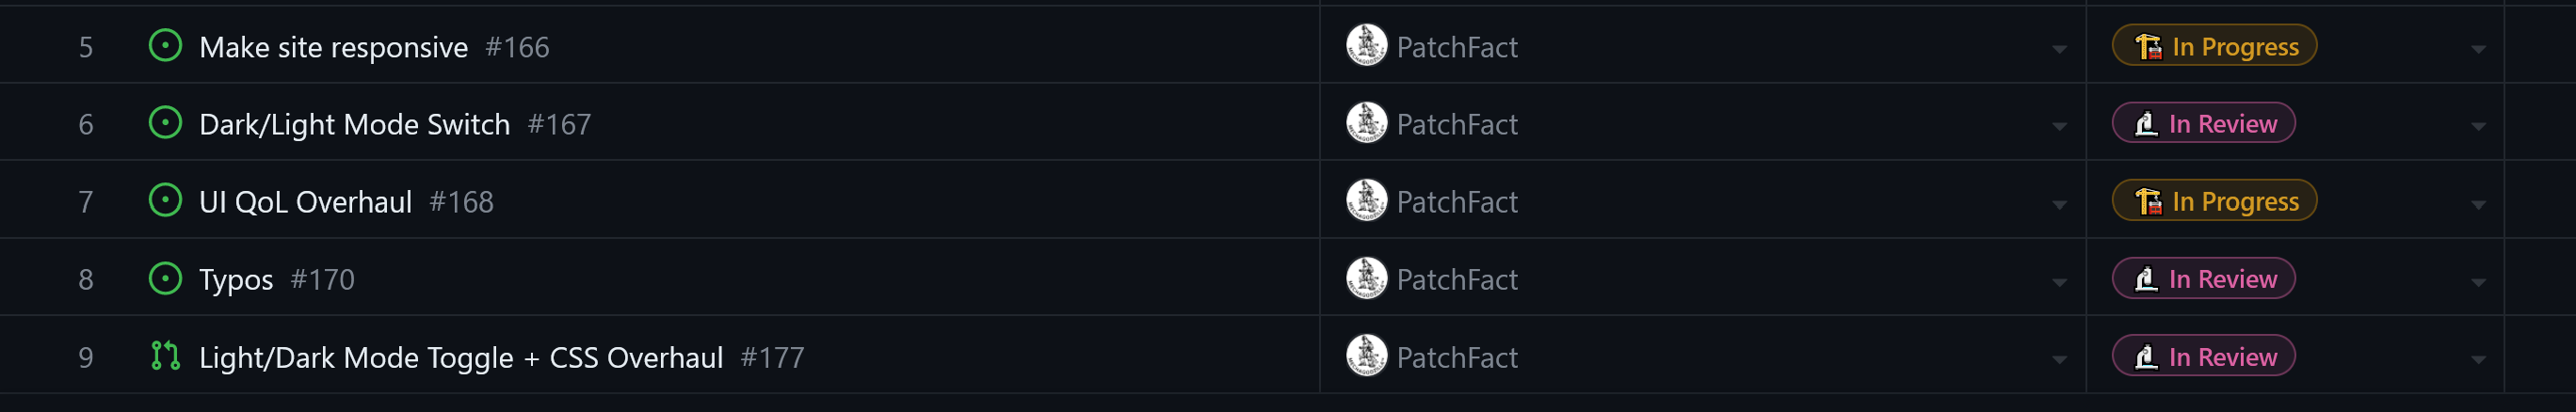 5 Make site responsive #166 PatchFact In Progress
6 Dark/Light Mode Switch #167 PatchFact In Review
7 UI QoL Overhaul #168 PatchFact In Progress
8 Typos #170 PatchFact In Review
9 Light/Dark Mode Toggle + CSS Overhaul #177 PatchFact In Review